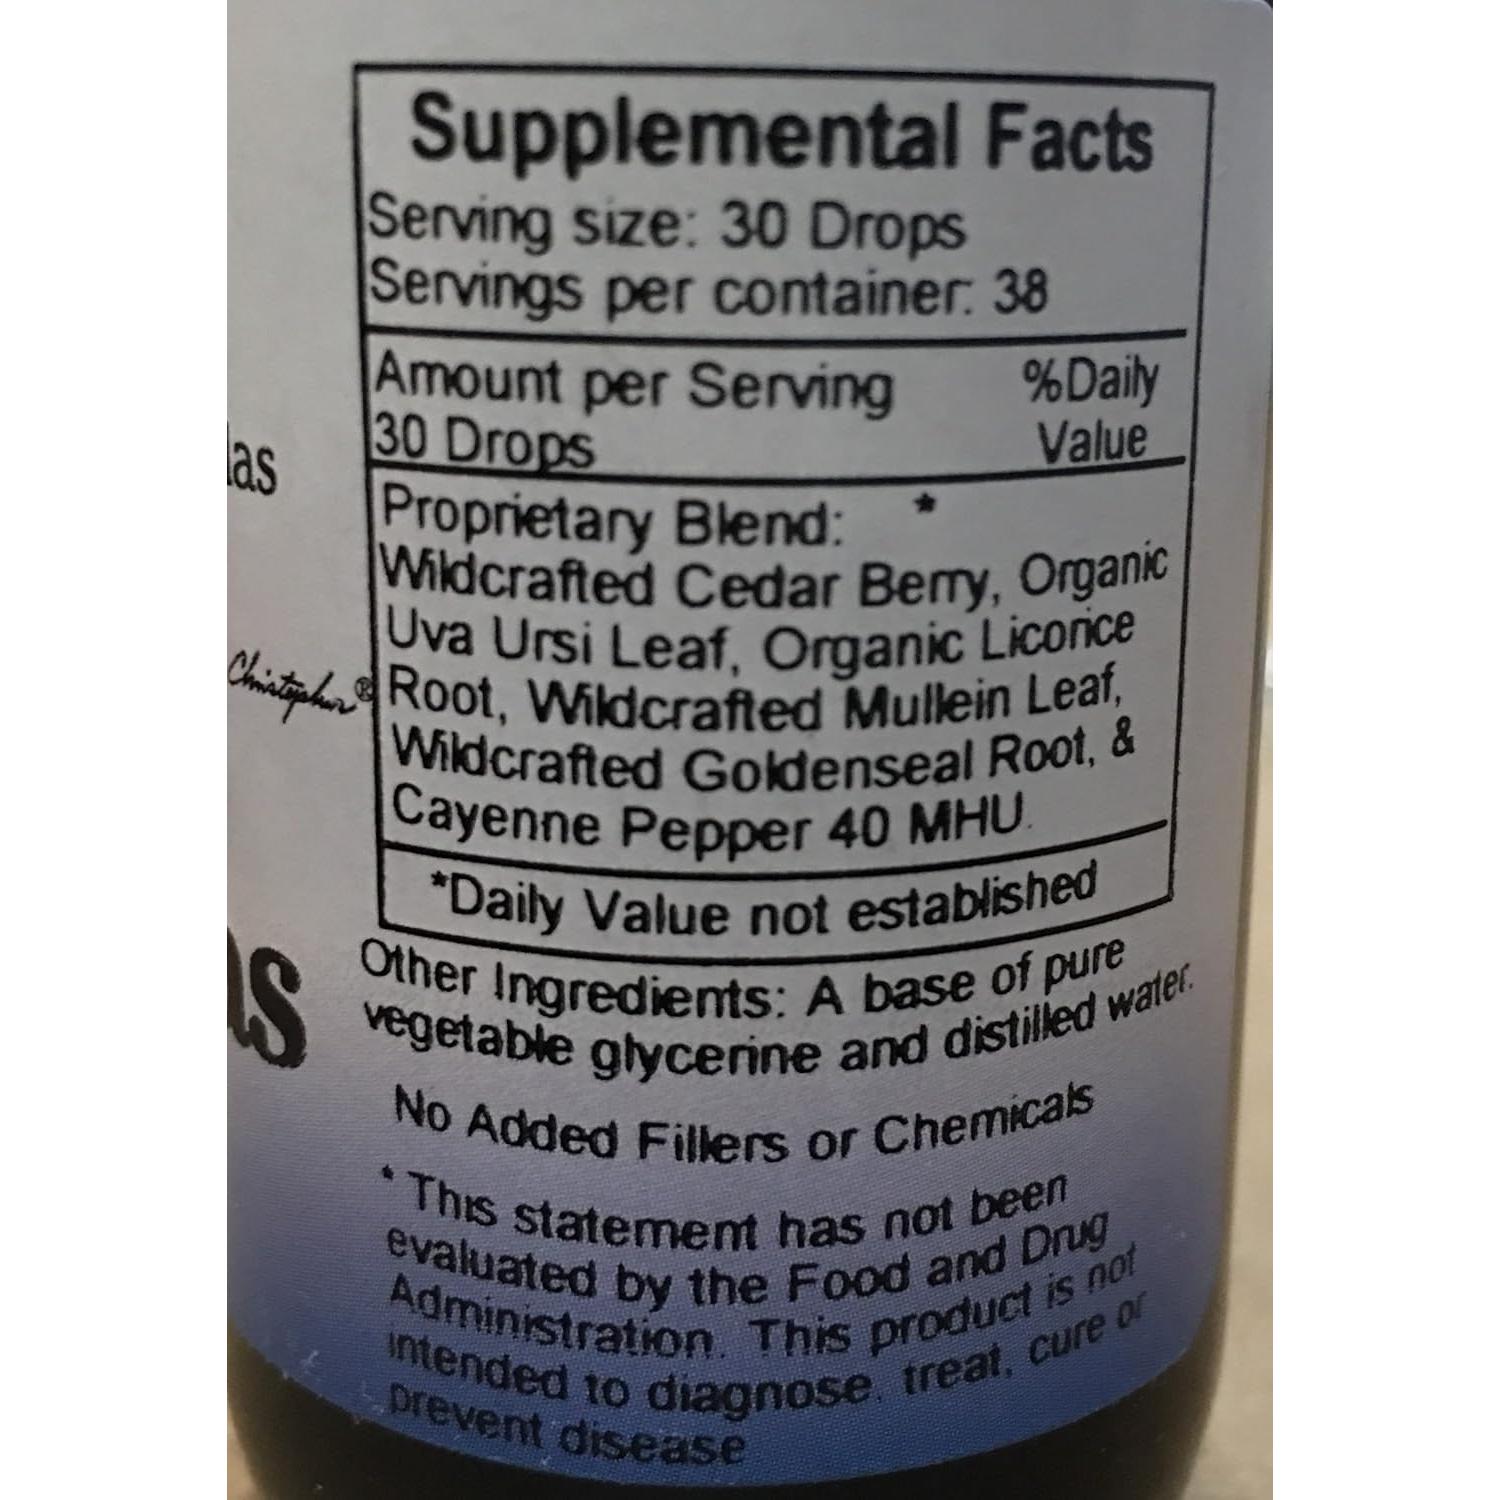 Supplemental Facts
Serving size: 30 Drops
Servings per container: 38
Amount per Serving %Daily
30 Drops Value
Proprietary Blend: *
Wildcrafted Cedar Berry, Organic
Uva Ursi Leaf, Organic Licorice
Root, Wildcrafted Mullein Leaf,
Wildcrafted Goldenseal Root, &
Cayenne Pepper 40 MHU.
*Daily Value not established
Other Ingredients: A base of pure
vegetable glycerine and distilled water.
No Added Fillers or Chemicals
* This statement has not been
evaluated by the Food and Drug
Administration. This product is not
intended to diagnose, treat, cure or
prevent disease
las
Christopher®
as